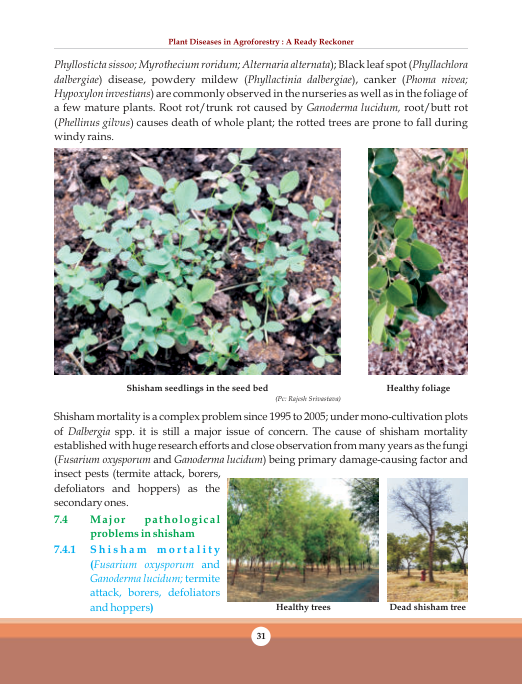 Plant Diseases in Agroforestry : A Ready Reckoner
Phyllosticta sissoo; Myrothecium roridum; Alternaria alternata); Black leaf spot (Phyllachlora
dalbergiae) disease, powdery mildew (Phyllactinia dalbergiae), canker (Phoma nivea;
Hypoxylon investians) are commonly observed in the nurseries as well as in the foliage of
a few mature plants. Root rot/trunk rot caused by Ganoderma lucidum, root/butt rot
(Phellinus gilvus) causes death of whole plant; the rotted trees are prone to fall during
windy rains.
Shisham seedlings in the seed bed
(Pc: Rajesh Srivastava)
Healthy foliage
Shisham mortality is a complex problem since 1995 to 2005; under mono-cultivation plots
of Dalbergia spp. it is still a major issue of concern. The cause of shisham mortality
established with huge research efforts and close observation from many years as the fungi
(Fusarium oxysporum and Ganoderma lucidum) being primary damage-causing factor and
insect pests (termite attack, borers,
defoliators and hoppers) as the
secondary ones.
7.4 Major pathological
problems in shisham
7.4.1 Shisham mortality
(Fusarium oxysporum and
Ganoderma lucidum; termite
attack, borers, defoliators
and hoppers)
Healthy trees
Dead shisham tree
31